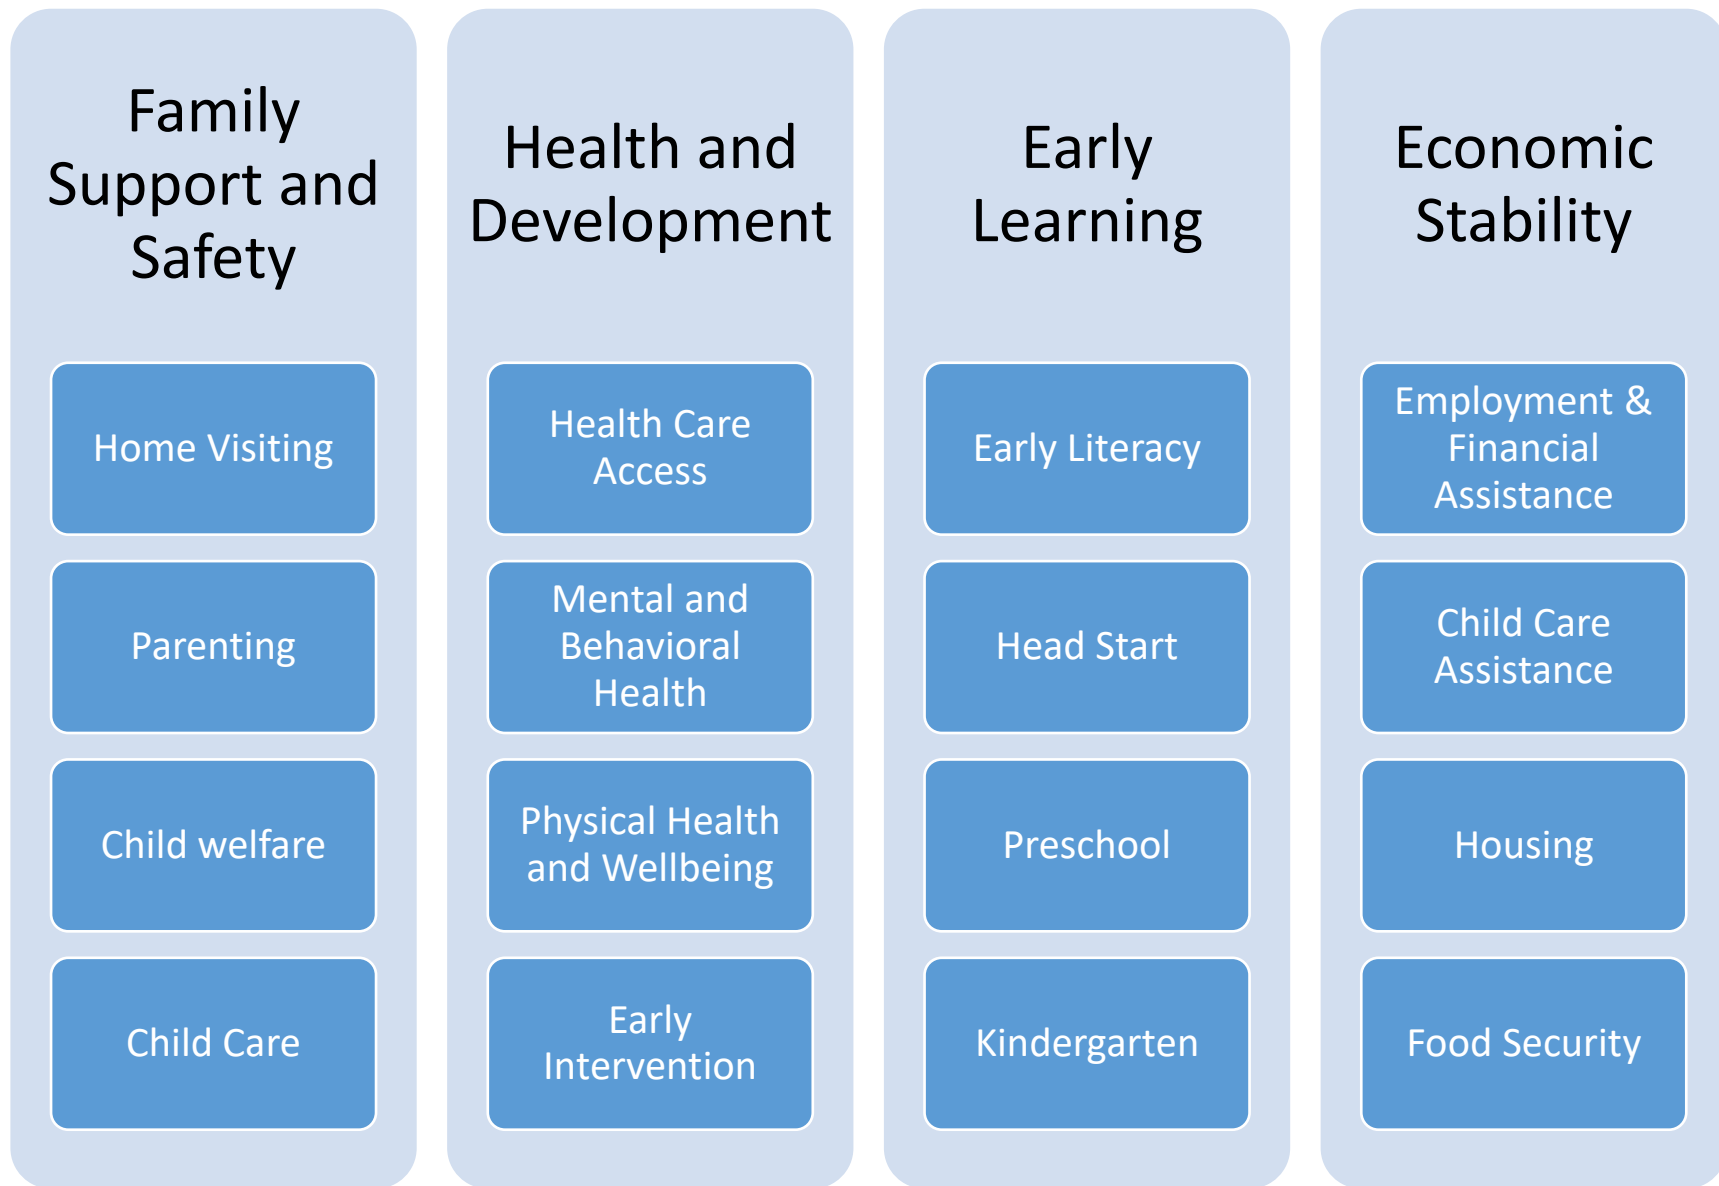 Family
Support and
Safety
Home Visiting
Parenting
Child welfare
Child Care
Health and
Development
Health Care
Access
Mental and
Behavioral
Health
Physical Health
and Wellbeing
Early
Intervention
Early
Learning
Early Literacy
Head Start
Preschool
Kindergarten
Economic
Stability
Employment &
Financial
Assistance
Child Care
Assistance
Housing
Food Security